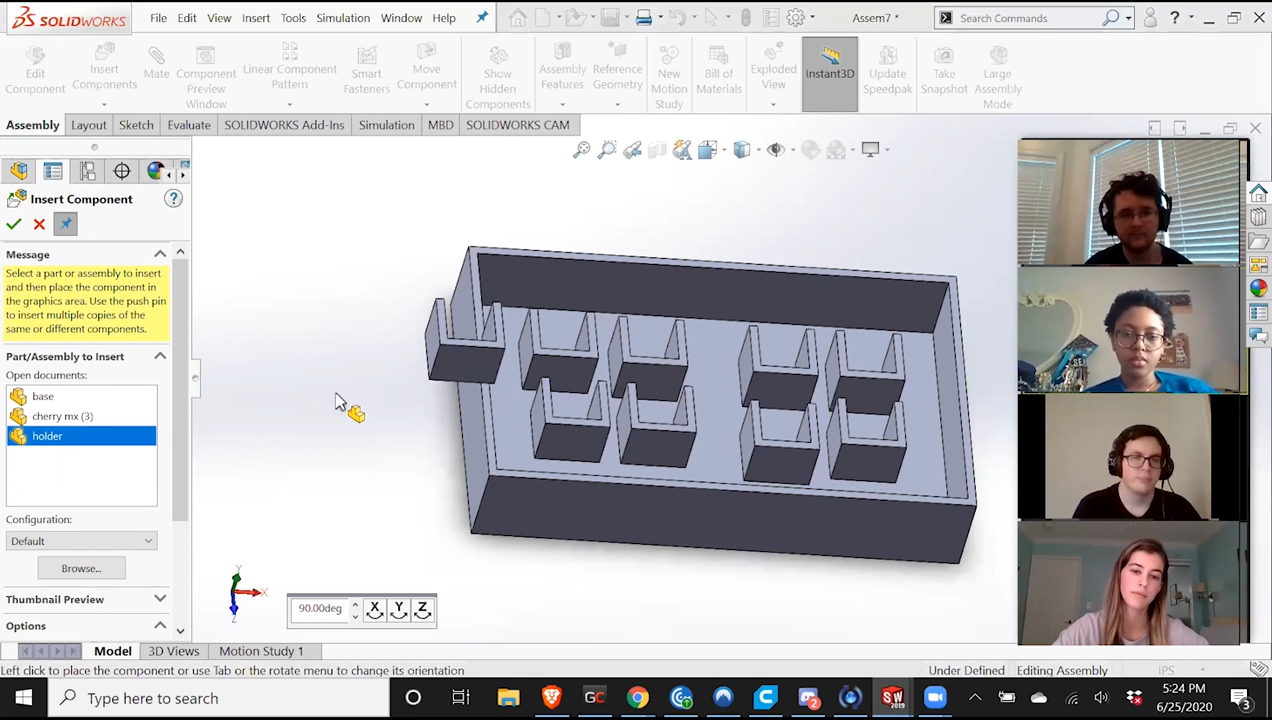 SOLIDWORKS File Edit View Insert Tools Simulation Window Help Assem7 * Search Commands ?
Edit Component
Insert Components
Mate
Component Preview Window
Linear Component Pattern
Smart Fasteners
Move Component
Show Hidden Components
Assembly Features
Reference Geometry
New Motion Study
Bill of Materials
Exploded View
Instant3D
Update Speedpak
Take Snapshot
Large Assembly Mode
Assembly Layout Sketch Evaluate SOLIDWORKS Add-Ins Simulation MBD SOLIDWORKS CAM
Insert Component ?
Message
Select a part or assembly to insert
and then place the component in
the graphics area. Use the push pin
to insert multiple copies of the
same or different components.
Part/Assembly to Insert
Open documents:
base
cherry mx (3)
holder
Configuration:
Default
Browse...
Thumbnail Preview
Options
Y
X
Z
90.00deg X Y Z
Model 3D Views Motion Study 1
Left click to place the component or use Tab or the rotate menu to change its orientation Under Defined Editing Assembly IPS
Type here to search GC 2 SW 2019 5:24 PM
6/25/2020 3